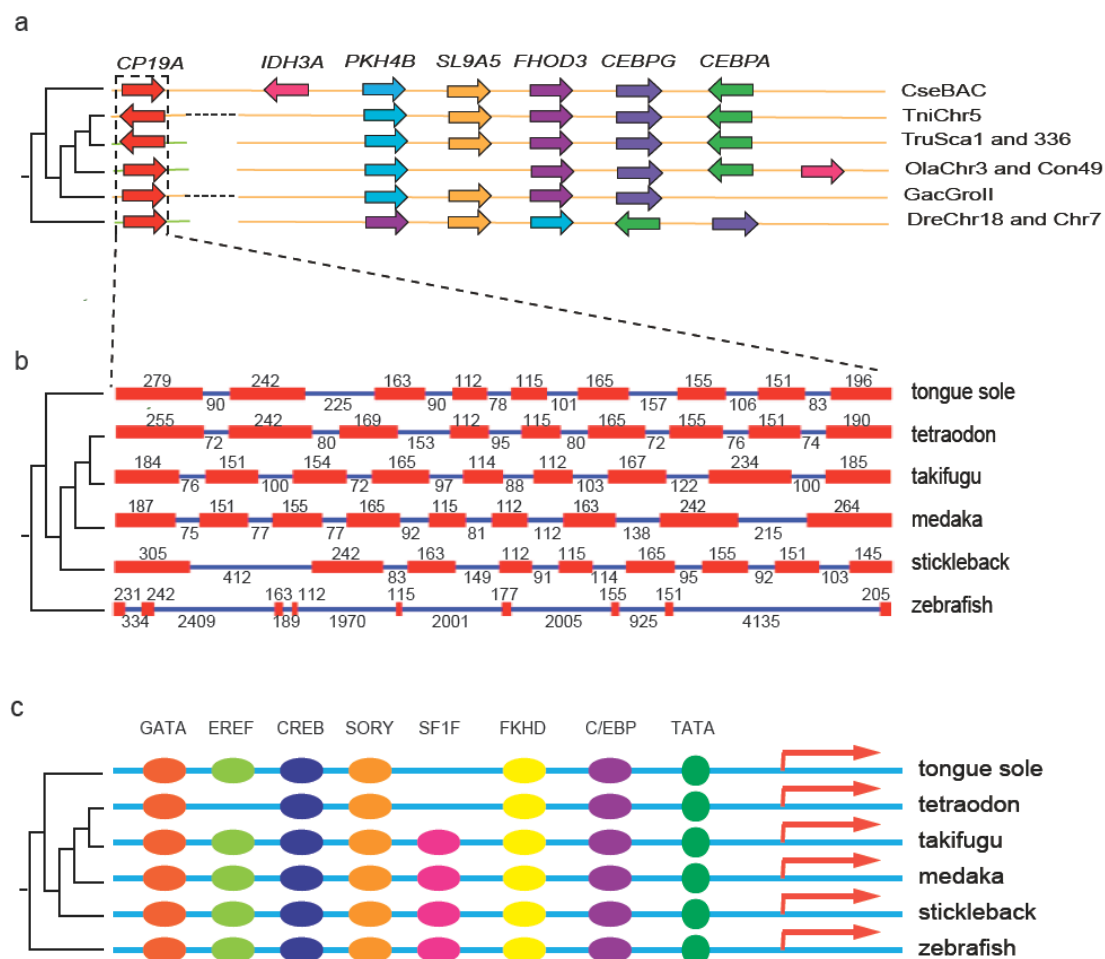 a
CP19A IDH3A PKH4B SL9A5 FHOD3 CEBPG CEBPA
CseBAC
TniChr5
TruSca1 and 336
OlaChr3 and Con49
GacGroII
DreChr18 and Chr7
b
279 242 163 112 115 165 155 151 196
tongue sole
90 225 90 78 101 157 106 83
255 242 169 112 115 165 155 151 190
tetraodon
72 80 153 95 80 72 76 74
184 151 154 165 114 112 167 234 185
takifugu
76 100 72 97 88 103 122 100
187 151 155 165 115 112 163 242 264
medaka
75 77 77 92 81 112 138 215
305 242 163 112 115 165 155 151 145
stickleback
412 83 149 91 114 95 92 103
231 242 163 112 115 177 155 151 205
zebrafish
334 2409 189 1970 2001 2005 925 4135
c
GATA EREF CREB SORY SF1F FKHD C/EBP TATA
tongue sole
tetraodon
takifugu
medaka
stickleback
zebrafish